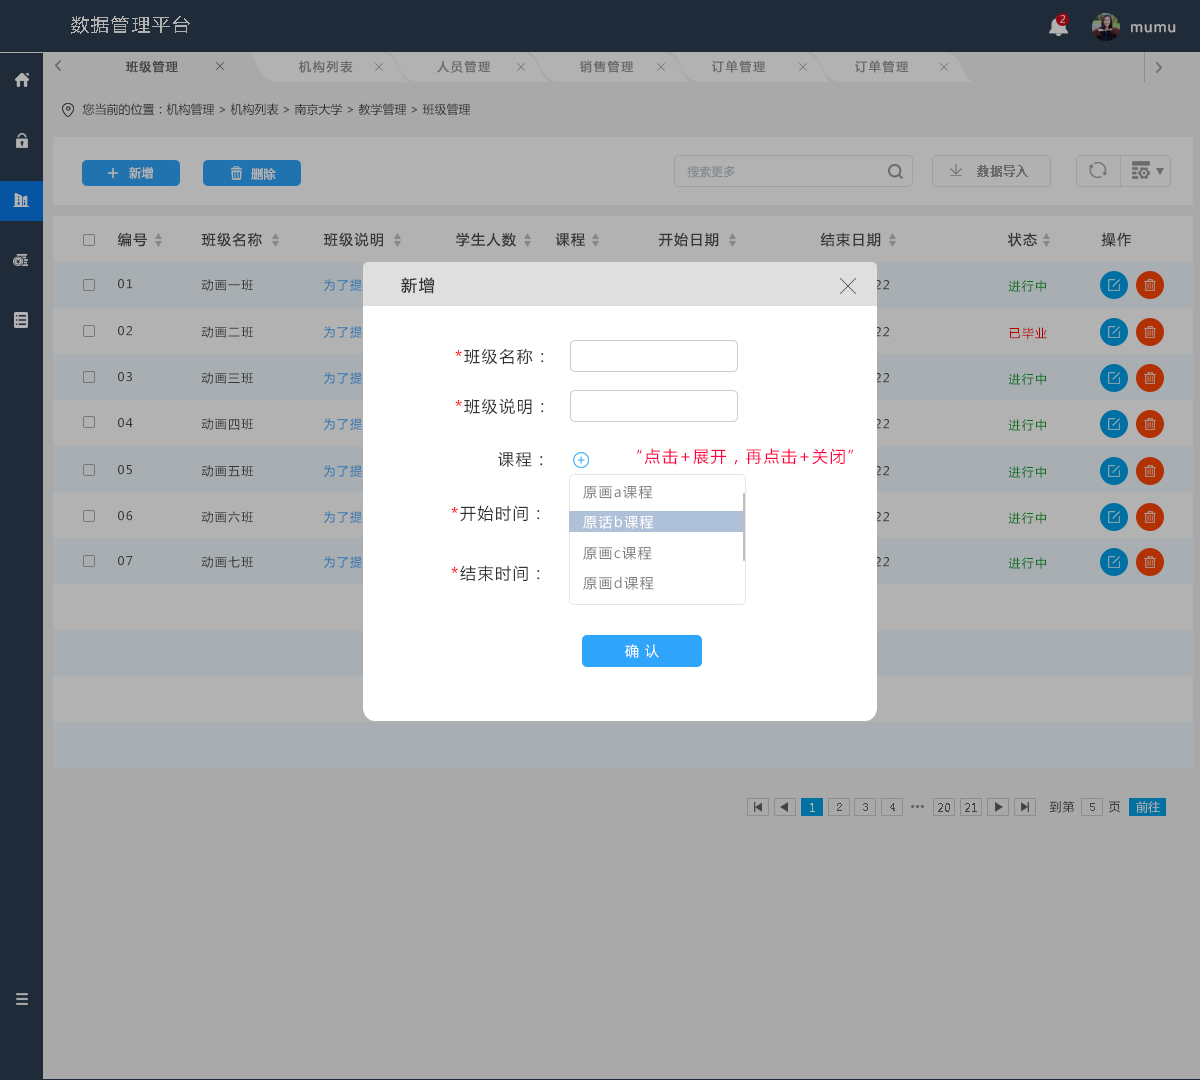 数据管理平台
2
mumu
班级管理 机构列表 人员管理 销售管理 订单管理 订单管理
您当前的位置：机构管理 > 机构列表 > 南京大学 > 教学管理 > 班级管理
新增 删除 搜索更多 数据导入
编号 班级名称 班级说明 学生人数 课程 开始日期 结束日期 状态 操作
01 动画一班 为了提 22 进行中
02 动画二班 为了提 22 已毕业
03 动画三班 为了提 22 进行中
04 动画四班 为了提 22 进行中
05 动画五班 为了提 22 进行中
06 动画六班 为了提 22 进行中
07 动画七班 为了提 22 进行中
新增
*班级名称：
*班级说明：
课程： “点击+展开，再点击+关闭”
原画a课程
*开始时间：
原话b课程
原画c课程
*结束时间：
原画d课程
确 认
1 2 3 4 ••• 20 21 到第 5 页 前往